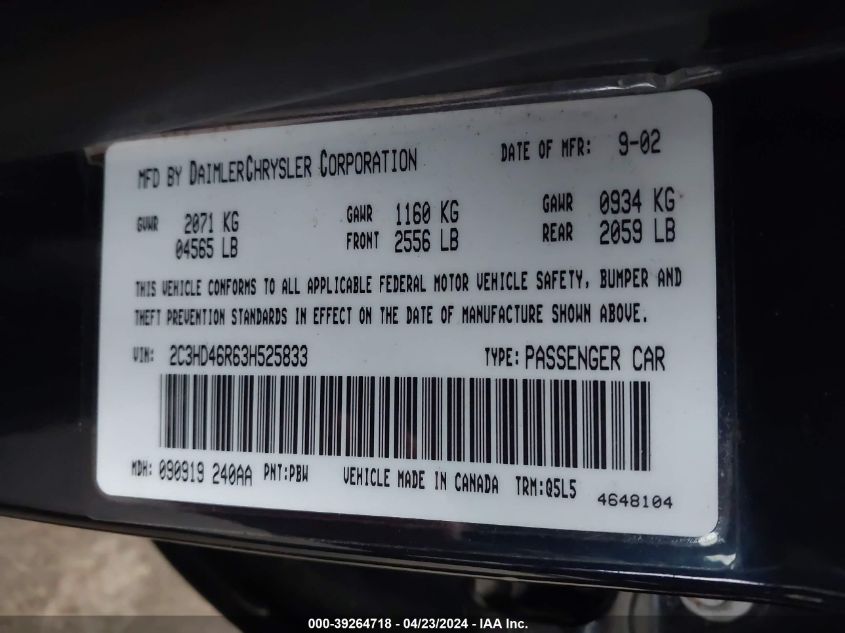 MFD BY DAIMLERCHRYSLER CORPORATION DATE OF MFR: 9-02
GVWR 2071 KG GAWR 1160 KG GAWR 0934 KG
04565 LB FRONT 2556 LB REAR 2059 LB
THIS VEHICLE CONFORMS TO ALL APPLICABLE FEDERAL MOTOR VEHICLE SAFETY, BUMPER AND
THEFT PREVENTION STANDARDS IN EFFECT ON THE DATE OF MANUFACTURE SHOWN ABOVE.
VIN: 2C3HD46R63H525833 TYPE: PASSENGER CAR
MDH: 090919 240AA PNT:PBW VEHICLE MADE IN CANADA TRM:Q5L5 4648104
000-39264718 - 04/23/2024 - IAA Inc.